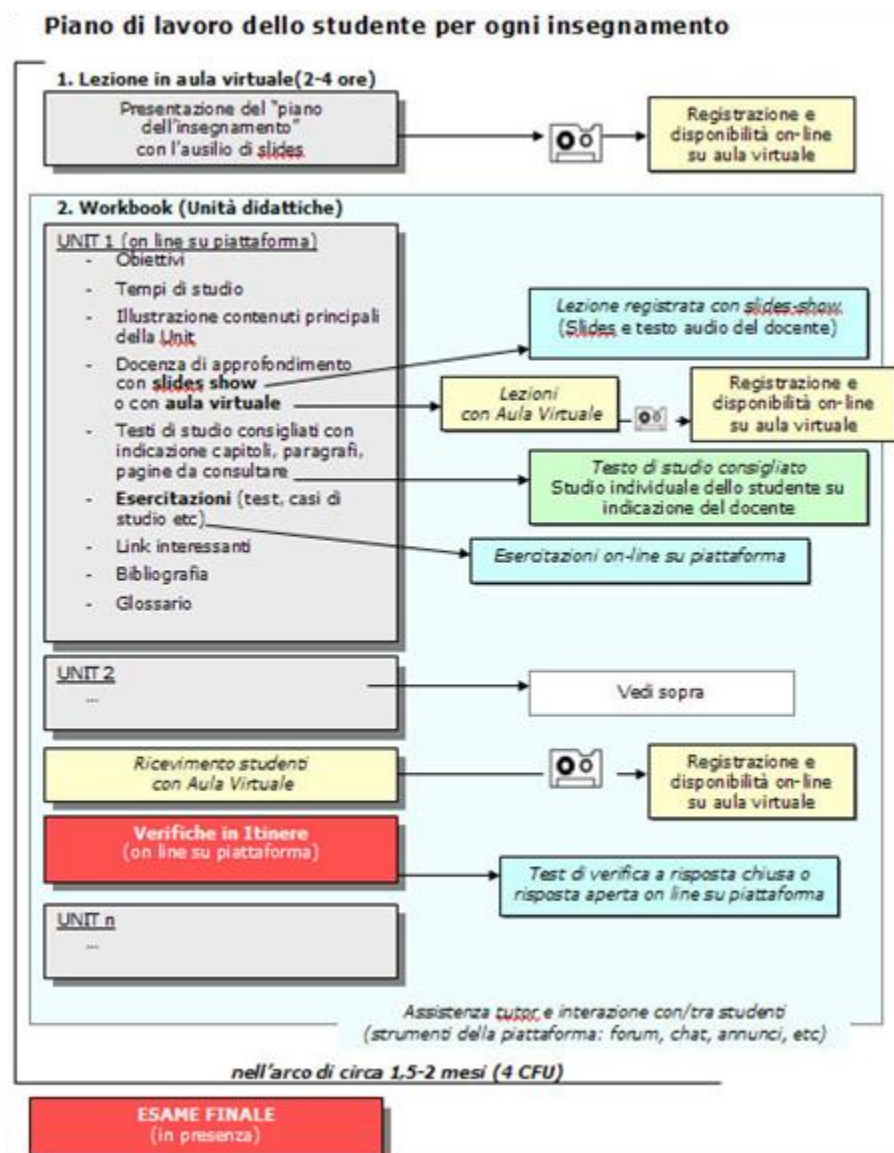 Piano di lavoro dello studente per ogni insegnamento
1. Lezione in aula virtuale(2-4 ore)
Presentazione del "piano
dell'insegnamento"
con l'ausilio di slides
Registrazione e
disponibilità on-line
su aula virtuale
2. Workbook (Unità didattiche)
UNIT 1 (on line su piattaforma)
- Obiettivi
- Tempi di studio
- Illustrazione contenuti principali
della Unit
- Docenza di approfondimento
con slides show
o con aula virtuale
- Testi di studio consigliati con
indicazione capitoli, paragrafi,
pagine da consultare
- Esercitazioni (test, casi di
studio etc)
- Link interessanti
- Bibliografia
- Glossario
Lezione registrata con slides-show
(Slides e testo audio del docente)
Lezioni
con Aula Virtuale
Registrazione e
disponibilità on-line
su aula virtuale
Testo di studio consigliato
Studio individuale dello studente su
indicazione del docente
Esercitazioni on-line su piattaforma
UNIT 2
...
Vedi sopra
Ricevimento studenti
con Aula Virtuale
Registrazione e
disponibilità on-line
su aula virtuale
Verifiche in Itinere
(on line su piattaforma)
Test di verifica a risposta chiusa o
risposta aperta on line su piattaforma
UNIT n
...
Assistenza tutor e interazione con/tra studenti
(strumenti della piattaforma: forum, chat, annunci, etc)
nell'arco di circa 1,5-2 mesi (4 CFU)
ESAME FINALE
(in presenza)